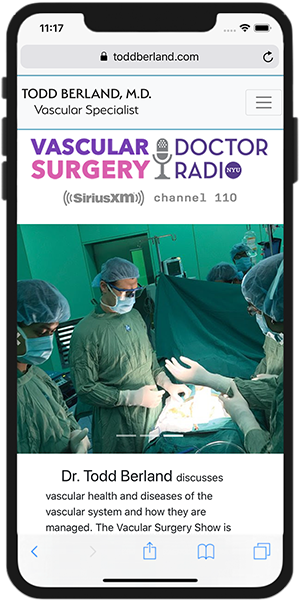 11:17
toddberland.com
TODD BERLAND, M.D.
Vascular Specialist
VASCULAR DOCTOR
SURGERY RADIO NYU
((SiriusXM)) channel 110
Dr. Todd Berland discusses
vascular health and diseases of the
vascular system and how they are
managed. The Vacular Surgery Show is